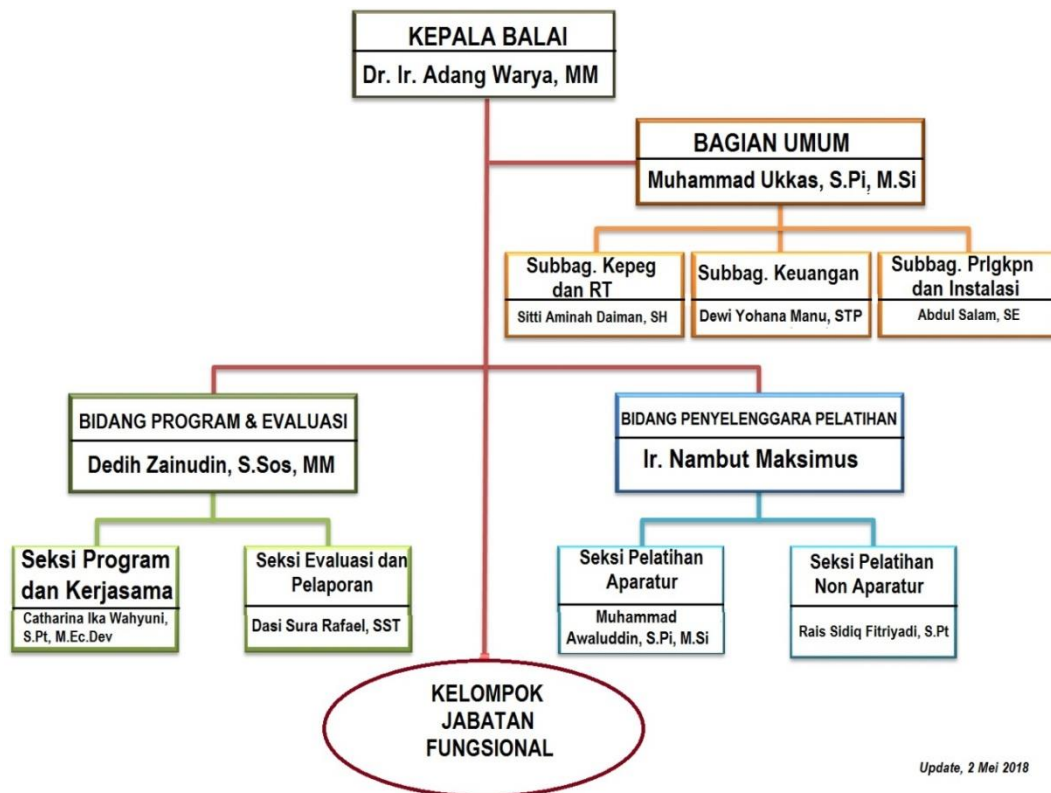 KEPALA BALAI
Dr. Ir. Adang Warya, MM
BAGIAN UMUM
Muhammad Ukkas, S.Pi, M.Si
Subbag. Kepeg
dan RT
Sitti Aminah Daiman, SH
Subbag. Keuangan
Dewi Yohana Manu, STP
Subbag. Prlgkpn
dan Instalasi
Abdul Salam, SE
BIDANG PROGRAM & EVALUASI
Dedih Zainudin, S.Sos, MM
BIDANG PENYELENGGARA PELATIHAN
Ir. Nambut Maksimus
Seksi Program
dan Kerjasama
Catharina Ika Wahyuni,
S.Pt, M.Ec.Dev
Seksi Evaluasi dan
Pelaporan
Dasi Sura Rafael, SST
Seksi Pelatihan
Aparatur
Muhammad
Awaluddin, S.Pi, M.Si
Seksi Pelatihan
Non Aparatur
Rais Sidiq Fitriyadi, S.Pt
KELOMPOK
JABATAN
FUNGSIONAL
Update, 2 Mei 2018